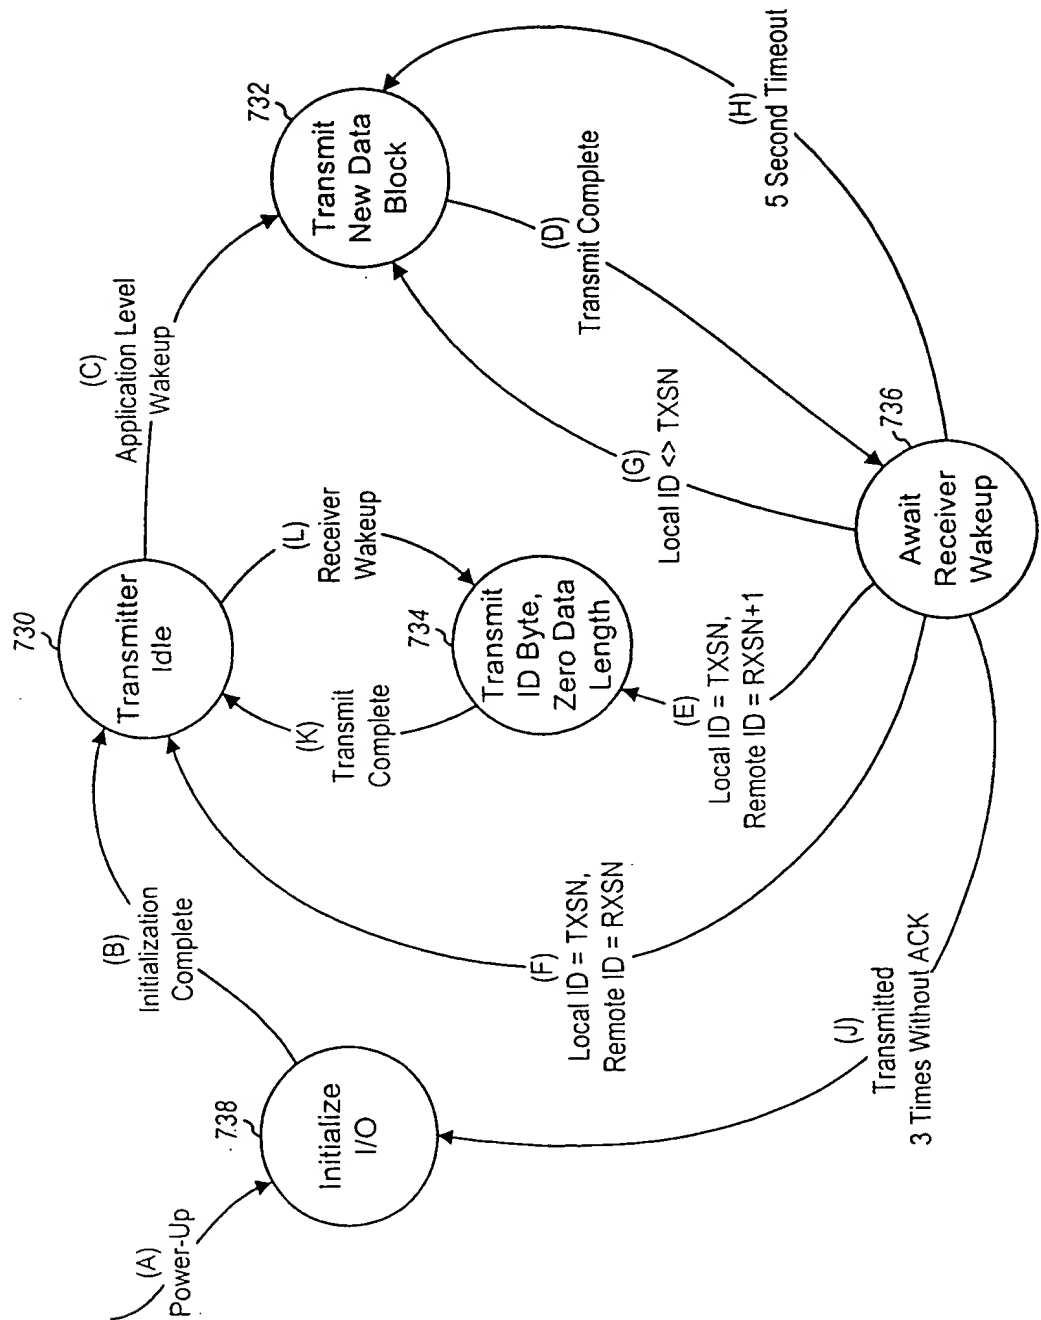 (A)
Power-Up
738
Initialize
I/O
(B)
Initialization
Complete
730
Transmitter
Idle
(C)
Application Level
Wakeup
732
Transmit
New Data
Block
(D)
Transmit Complete
(L)
Receiver
Wakeup
734
Transmit
ID Byte,
Zero Data
Length
(K)
Transmit
Complete
(E)
Local ID = TXSN,
Remote ID = RXSN+1
(F)
Local ID = TXSN,
Remote ID = RXSN
(G)
Local ID <> TXSN
(H)
5 Second Timeout
736
Await
Receiver
Wakeup
(J)
Transmitted
3 Times Without ACK